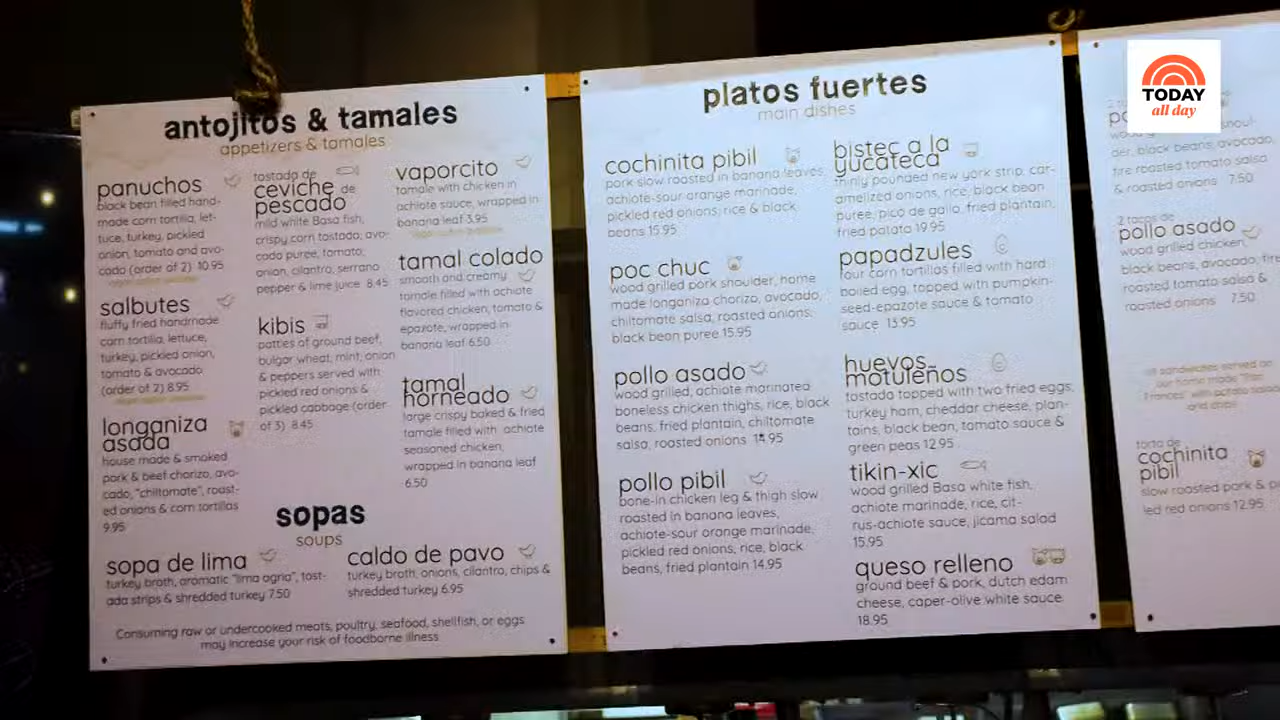 antojitos & tamales
appetizers & tamales
panuchos
black bean filled hand-
made corn tortilla, let-
tuce, turkey, pickled
onion, tomato and avo-
cado (order of 2) 10.95
salbutes
fluffy fried handmade
corn tortilla, lettuce,
turkey, pickled onion,
tomato & avocado
(order of 2) 8.95
longaniza
asada
house made & smoked
pork & beef chorizo, avo-
cado, "chiltomate", roast-
ed onions & corn tortillas
9.95
tostada de
ceviche de
pescado
mild white Basa fish,
crispy corn tostada, avo-
cado puree, tomato,
onion, cilantro, serrano
pepper & lime juice 8.45
kibis
patties of ground beef,
bulgar wheat, mint, onion
& peppers served with
pickled red onions &
pickled cabbage (order
of 3) 8.45
vaporcito
tamale with chicken in
achiote sauce, wrapped in
banana leaf 3.95
tamal colado
smooth and creamy
tamale filled with achiote
flavored chicken, tomato &
epazote, wrapped in
banana leaf 6.50
tamal
horneado
large crispy baked & fried
tamale filled with achiote
seasoned chicken,
wrapped in banana leaf
6.50
sopas
soups
sopa de lima
turkey broth, aromatic "lima agria", tost-
ada strips & shredded turkey 7.50
caldo de pavo
turkey broth, onions, cilantro, chips &
shredded turkey 6.95
Consuming raw or undercooked meats, poultry, seafood, shellfish, or eggs
may increase your risk of foodborne illness
platos fuertes
main dishes
cochinita pibil
pork slow roasted in banana leaves,
achiote-sour orange marinade,
pickled red onions, rice & black
beans 15.95
poc chuc
wood grilled pork shoulder, home
made longaniza chorizo, avocado,
chiltomate salsa, roasted onions,
black bean puree 15.95
pollo asado
wood grilled, achiote marinated
boneless chicken thighs, rice, black
beans, fried plantain, chiltomate
salsa, roasted onions 14.95
pollo pibil
bone-in chicken leg & thigh slow
roasted in banana leaves,
achiote-sour orange marinade,
pickled red onions, rice, black
beans, fried plantain 14.95
bistec a la
yucateca
thinly pounded new york strip, car-
amelized onions, rice, black bean
puree, pico de gallo, fried plantain,
fried patata 19.95
papadzules
four corn tortillas filled with hard
boiled egg, topped with pumpkin-
seed-epazote sauce & tomato
sauce 13.95
huevos
motuleños
tostada topped with two fried eggs,
turkey ham, cheddar cheese, plan-
tains, black bean, tomato sauce &
green peas 12.95
tikin-xic
wood grilled Basa white fish,
achiote marinade, rice, cit-
rus-achiote sauce, jicama salad
15.95
queso relleno
ground beef & pork, dutch edam
cheese, caper-olive white sauce
18.95
TODAY
all day
der, black beans, avocado,
fire roasted tomato salsa
& roasted onions 7.50
2 tacos de
pollo asado
wood grilled chicken,
black beans, avocado, fire
roasted tomato salsa &
roasted onions 7.50
torta de
cochinita
pibil
slow roasted pork &
led red onions 12.95